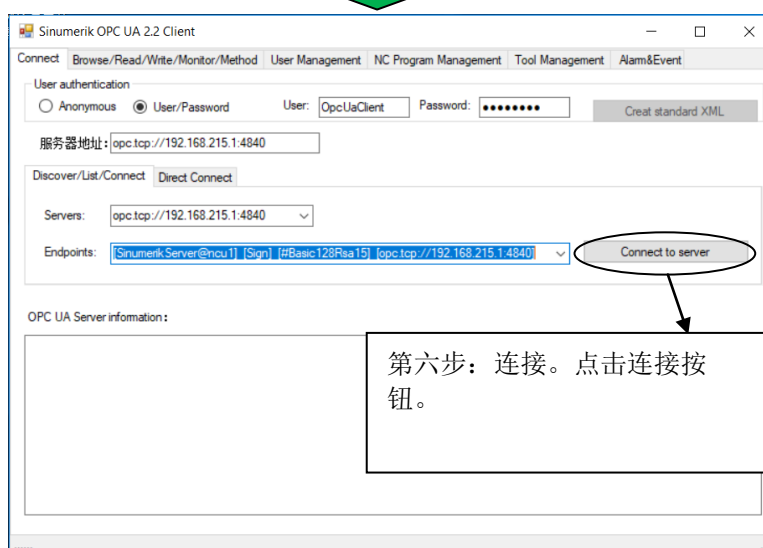 Sinumerik OPC UA 2.2 Client
Connect Browse/Read/Write/Monitor/Method User Management NC Program Management Tool Management Alarm&Event
User authentication
Anonymous User/Password User: OpcUaClient Password: ●●●●●●●●
Creat standard XML
服务器地址: opc.tcp://192.168.215.1:4840
Discover/List/Connect Direct Connect
Servers: opc.tcp://192.168.215.1:4840
Endpoints: [SinumerikServer@ncu1] [Sign] [#Basic128Rsa15] [opc.tcp://192.168.215.1:4840] Connect to server
OPC UA Server information:
第六步：连接。点击连接按
钮。